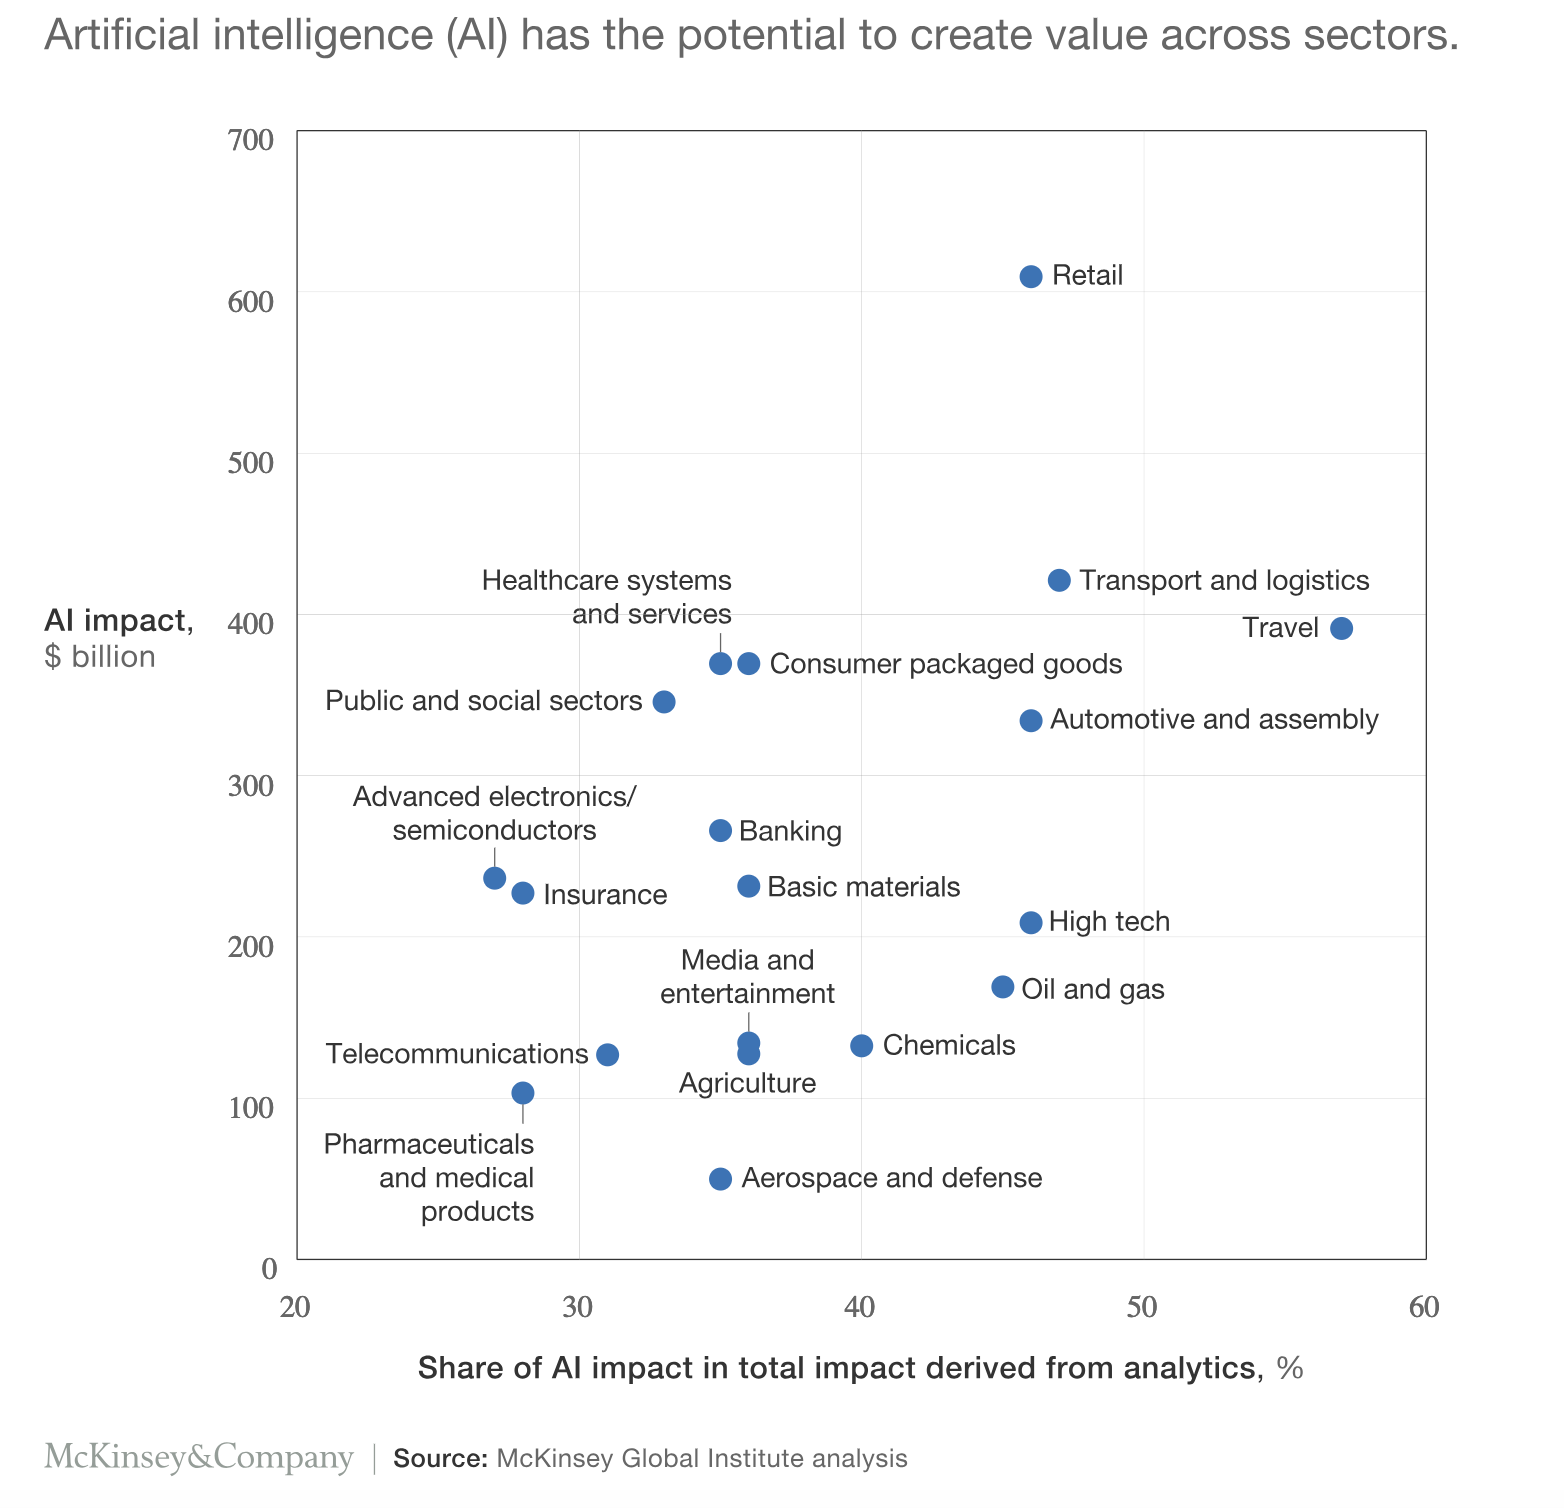 Artificial intelligence (AI) has the potential to create value across sectors.
700
600
500
400
300
200
100
0
AI impact,
$ billion
Retail
Healthcare systems
and services
Transport and logistics
Travel
Consumer packaged goods
Public and social sectors
Automotive and assembly
Advanced electronics/
semiconductors
Banking
Insurance
Basic materials
High tech
Media and
entertainment
Oil and gas
Telecommunications
Chemicals
Agriculture
Pharmaceuticals
and medical
products
Aerospace and defense
20
30
40
50
60
Share of AI impact in total impact derived from analytics, %
McKinsey&Company | Source: McKinsey Global Institute analysis